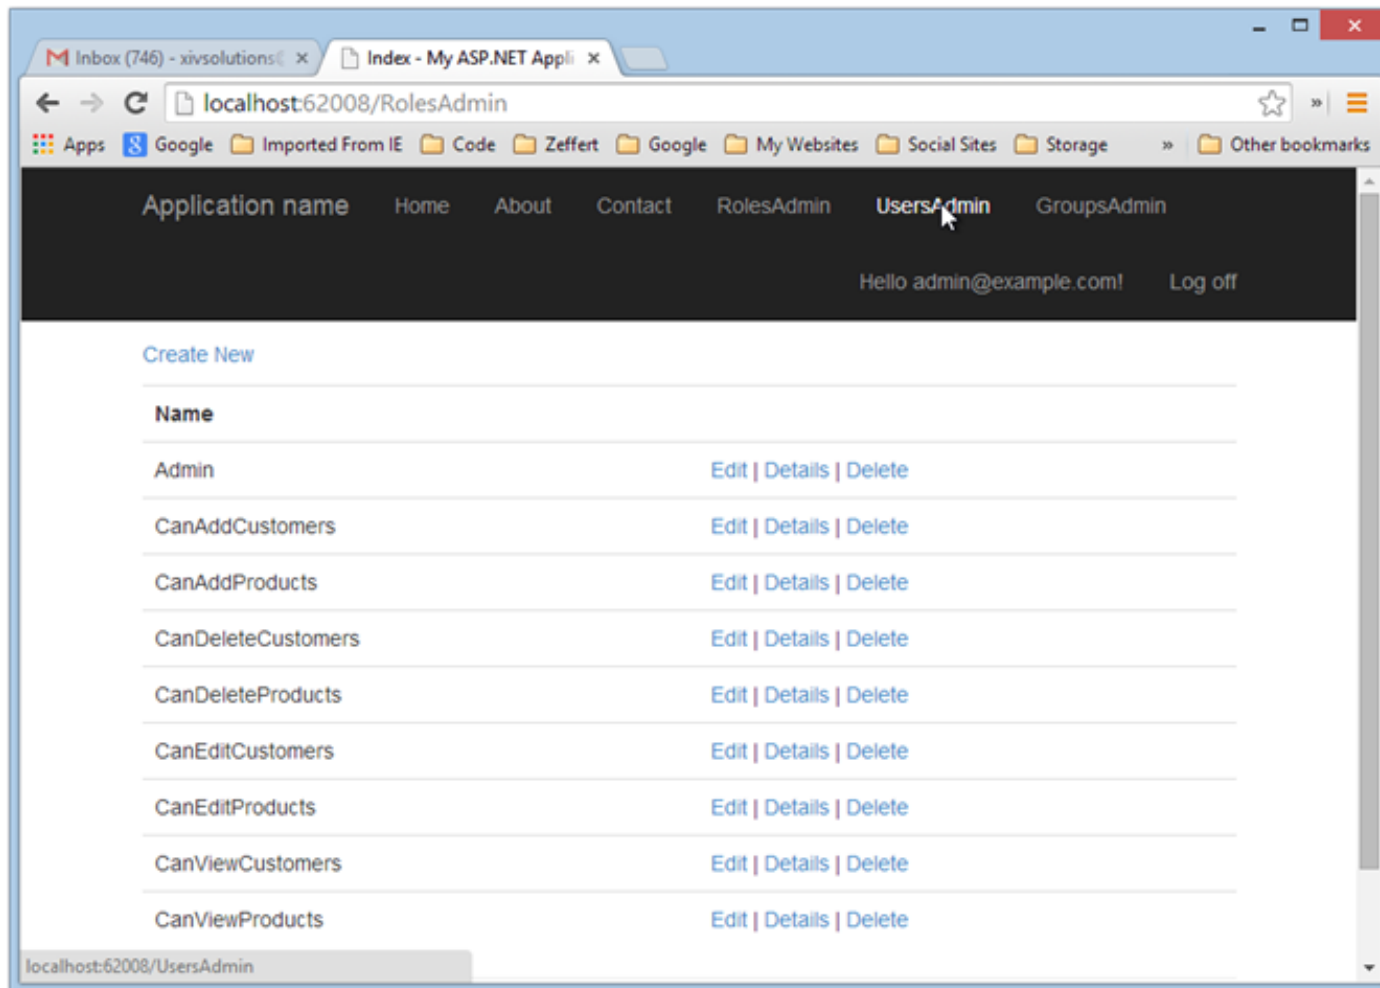 Inbox (746) - xivsolutions@ Index - My ASP.NET Appli
localhost:62008/RolesAdmin
Apps Google Imported From IE Code Zeffert Google My Websites Social Sites Storage » Other bookmarks
Application name Home About Contact RolesAdmin UsersAdmin GroupsAdmin
Hello admin@example.com! Log off
Create New
Name
Admin Edit | Details | Delete
CanAddCustomers Edit | Details | Delete
CanAddProducts Edit | Details | Delete
CanDeleteCustomers Edit | Details | Delete
CanDeleteProducts Edit | Details | Delete
CanEditCustomers Edit | Details | Delete
CanEditProducts Edit | Details | Delete
CanViewCustomers Edit | Details | Delete
CanViewProducts Edit | Details | Delete
localhost:62008/UsersAdmin